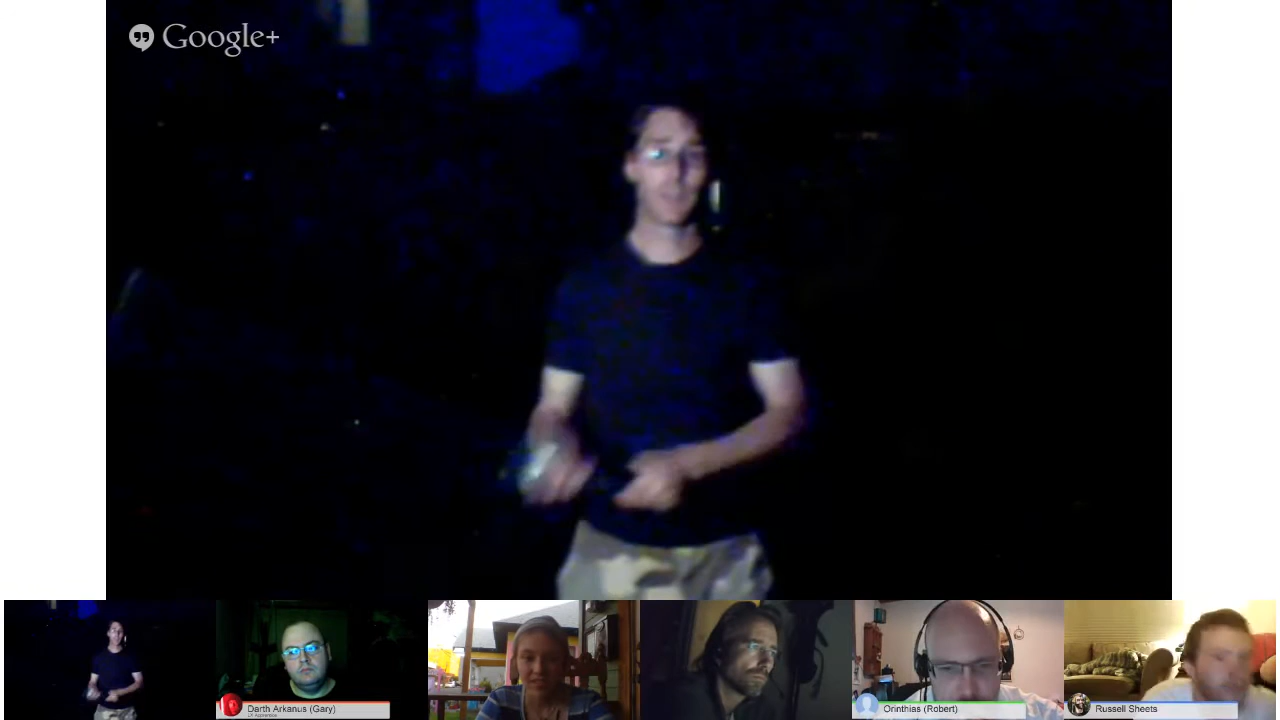 Google+
Darth Arkanus (Gary)
Orinthias (Robert)
Russell Sheets